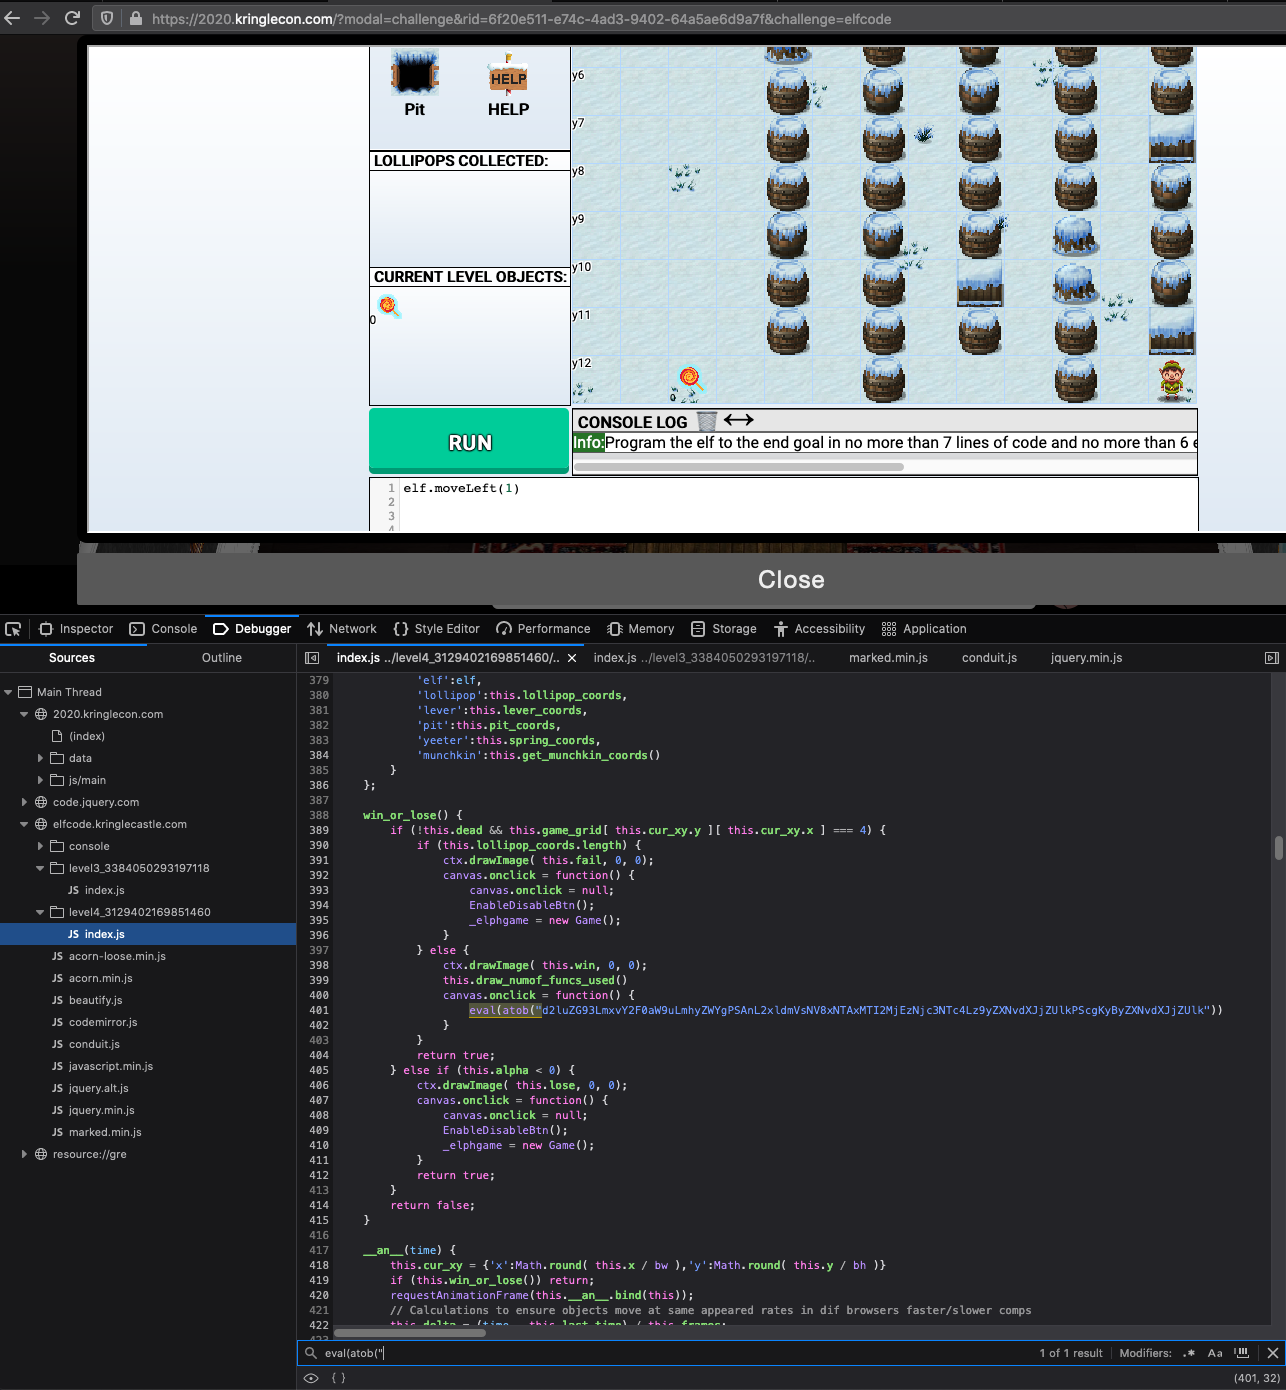 https://2020.kringlecon.com/?modal=challenge&rid=6f20e511-e74c-4ad3-9402-64a5ae6d9a7f&challenge=elfcode
HELP
Pit HELP
LOLLIPOPS COLLECTED:
CURRENT LEVEL OBJECTS:
0
y6
y7
y8
y9
y10
y11
y12
0
RUN
CONSOLE LOG
Info:Program the elf to the end goal in no more than 7 lines of code and no more than 6 e
1 elf.moveLeft(1)
2
3
4
Close
Inspector Console Debugger Network Style Editor Performance Memory Storage Accessibility Application
Sources Outline
index.js ../level4_3129402169851460/.. index.js ../level3_3384050293197118/.. marked.min.js conduit.js jquery.min.js
Main Thread
2020.kringlecon.com
(index)
data
js/main
code.jquery.com
elfcode.kringlecastle.com
console
level3_3384050293197118
JS index.js
level4_3129402169851460
JS index.js
JS acorn-loose.min.js
JS acorn.min.js
JS beautify.js
JS codemirror.js
JS conduit.js
JS javascript.min.js
JS jquery.alt.js
JS jquery.min.js
JS marked.min.js
resource://gre
379 'elf':elf,
380 'lollipop':this.lollipop_coords,
381 'lever':this.lever_coords,
382 'pit':this.pit_coords,
383 'yeeter':this.spring_coords,
384 'munchkin':this.get_munchkin_coords()
385 }
386 };
387
388 win_or_lose() {
389 if (!this.dead && this.game_grid[ this.cur_xy.y ][ this.cur_xy.x ] === 4) {
390 if (this.lollipop_coords.length) {
391 ctx.drawImage( this.fail, 0, 0);
392 canvas.onclick = function() {
393 canvas.onclick = null;
394 EnableDisableBtn();
395 _elphgame = new Game();
396 }
397 } else {
398 ctx.drawImage( this.win, 0, 0);
399 this.draw_numof_funcs_used()
400 canvas.onclick = function() {
401 eval(atob("d2luZG93LmxvY2F0aW9uLmhyZWYgPSAnL2xldmVsNV8xNTAxMTI2MjEzNjc3NTc4Lz9yZXNvdXJjZUlkPScgKyByZXNvdXJjZUlk"))
402 }
403 }
404 return true;
405 } else if (this.alpha < 0) {
406 ctx.drawImage( this.lose, 0, 0);
407 canvas.onclick = function() {
408 canvas.onclick = null;
409 EnableDisableBtn();
410 _elphgame = new Game();
411 }
412 return true;
413 }
414 return false;
415 }
416
417 __an__(time) {
418 this.cur_xy = {'x':Math.round( this.x / bw ),'y':Math.round( this.y / bh )}
419 if (this.win_or_lose()) return;
420 requestAnimationFrame(this.__an__.bind(this));
421 // Calculations to ensure objects move at same appeared rates in dif browsers faster/slower comps
422 this.delta = (time - this.last_time) / this.frames;
423
eval(atob(" 1 of 1 result Modifiers: .* Aa
{ } (401, 32)